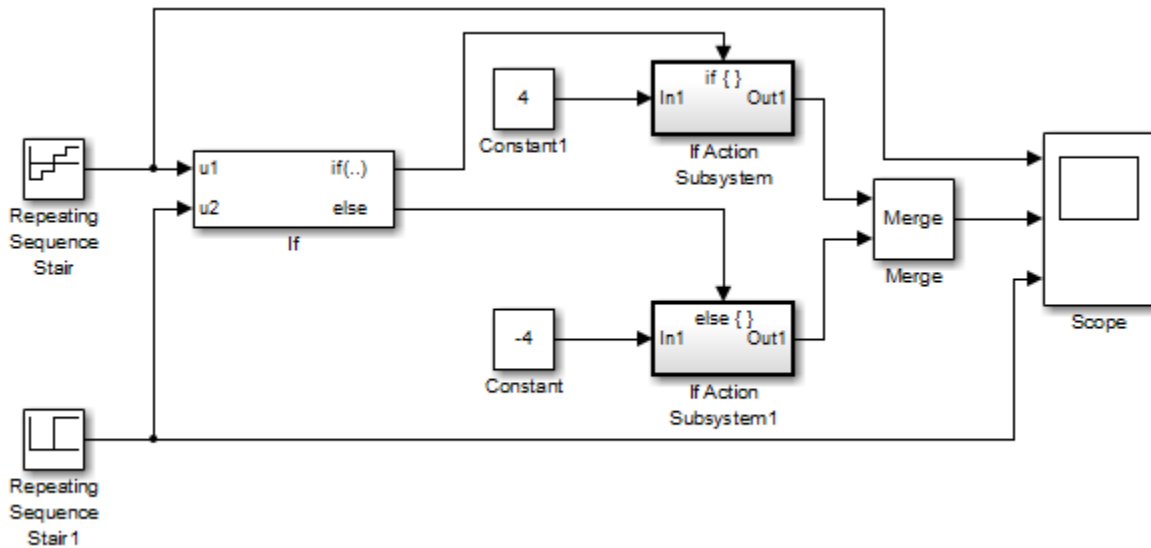 if { }
In1 Out1
4
Constant1
If Action
Subsystem
u1 if(..)
u2 else
If
Repeating
Sequence
Stair
Merge
Merge
Scope
else { }
In1 Out1
-4
Constant
If Action
Subsystem1
Repeating
Sequence
Stair1